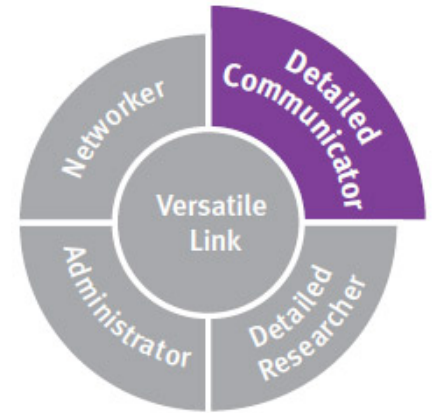 Networker
Detailed
Communicator
Versatile
Link
Administrator
Detailed
Researcher